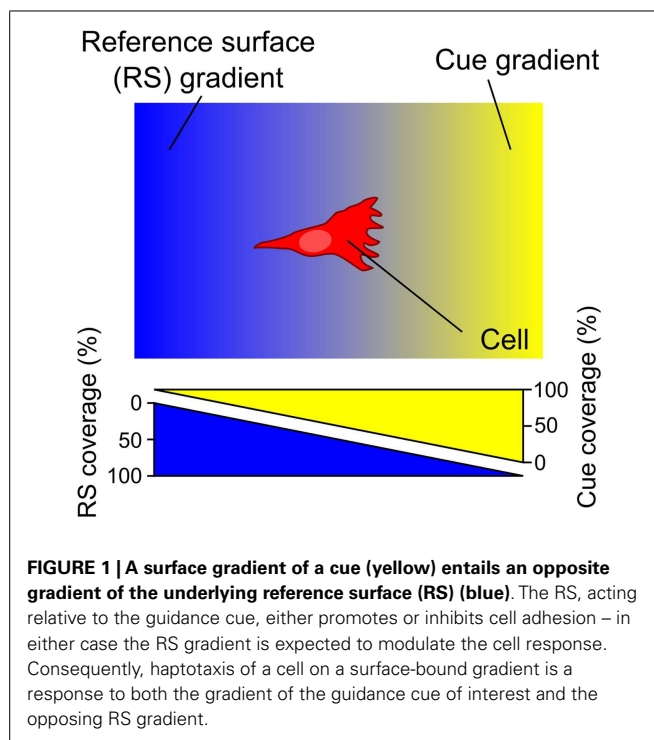 Reference surface
(RS) gradient
Cue gradient
Cell
RS coverage (%)
0
50
100
100
50
0
Cue coverage (%)
FIGURE 1 | A surface gradient of a cue (yellow) entails an opposite
gradient of the underlying reference surface (RS) (blue). The RS, acting
relative to the guidance cue, either promotes or inhibits cell adhesion – in
either case the RS gradient is expected to modulate the cell response.
Consequently, haptotaxis of a cell on a surface-bound gradient is a
response to both the gradient of the guidance cue of interest and the
opposing RS gradient.